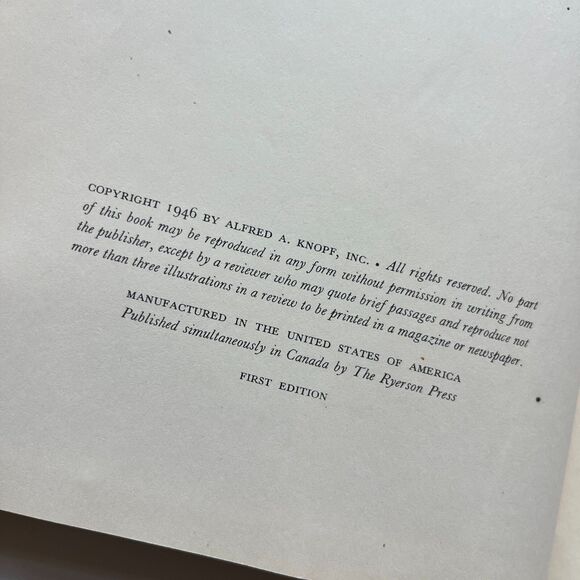 COPYRIGHT 1946 BY ALFRED A. KNOPF, INC. • All rights reserved. No part
of this book may be reproduced in any form without permission in writing from
the publisher, except by a reviewer who may quote brief passages and reproduce not
more than three illustrations in a review to be printed in a magazine or newspaper.
MANUFACTURED IN THE UNITED STATES OF AMERICA
Published simultaneously in Canada by The Ryerson Press
FIRST EDITION